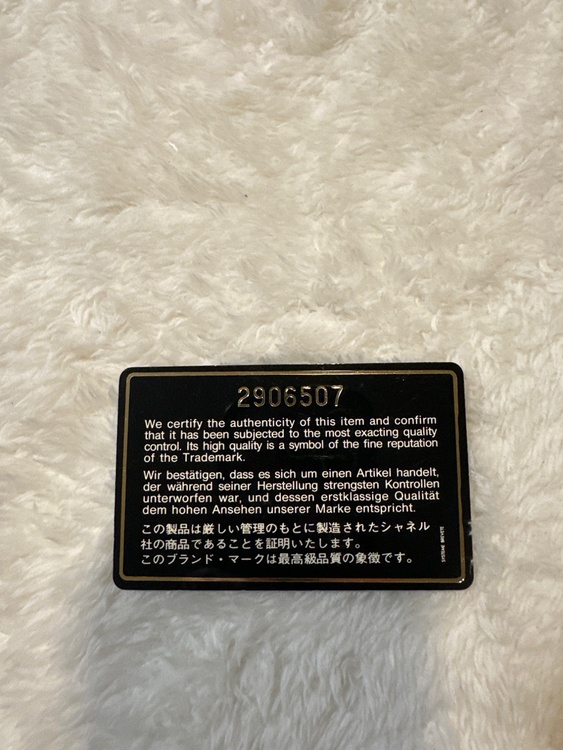 2906507
We certify the authenticity of this item and confirm
that it has been subjected to the most exacting quality
control. Its high quality is a symbol of the fine reputation
of the Trademark.
Wir bestätigen, dass es sich um einen Artikel handelt,
der während seiner Herstellung strengsten Kontrollen
unterworfen war, und dessen erstklassige Qualität
dem hohen Ansehen unserer Marke entspricht.
この製品は厳しい管理のもとに製造されたシャネル
社の商品であることを証明いたします。
このブランド・マークは最高級品質の象徴です。
SYSTEME BREVETE